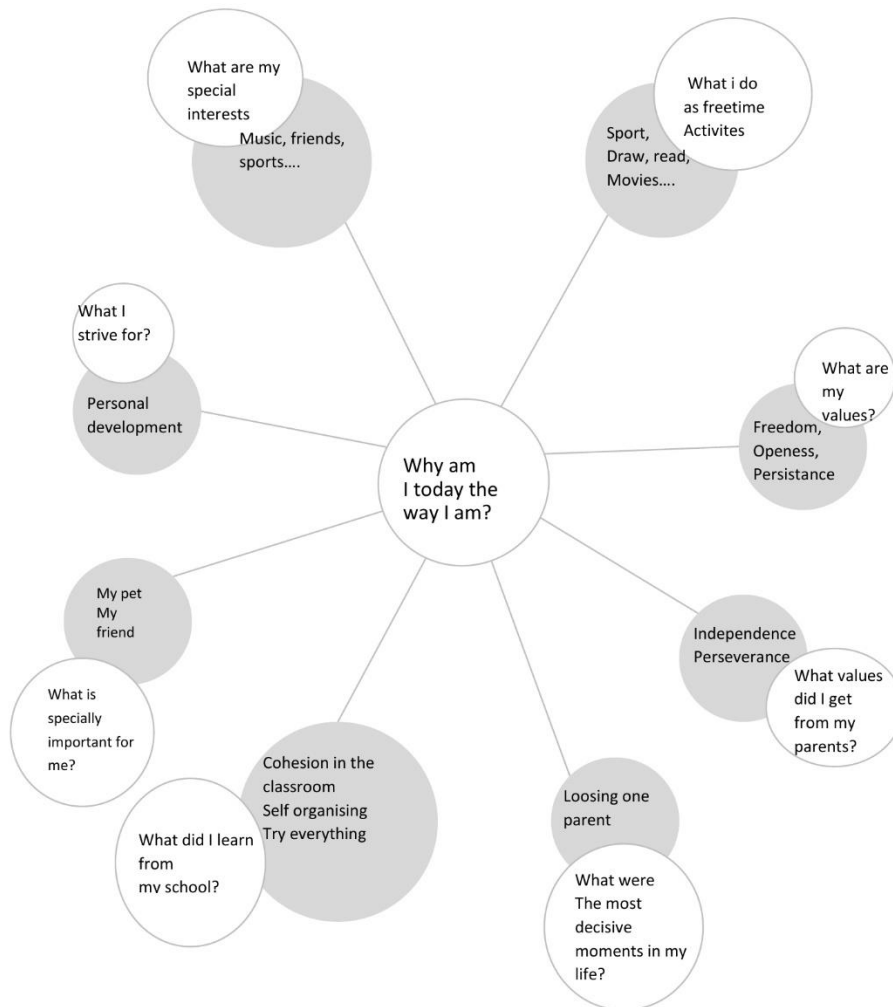 What are my
special
interests
Music, friends,
sports….
What i do
as freetime
Activites
Sport,
Draw, read,
Movies….
What I
strive for?
Personal
development
What are
my
values?
Freedom,
Openess,
Persistance
Why am
I today the
way I am?
My pet
My
friend
What is
specially
important for
me?
Independence
Perseverance
What values
did I get
from my
parents?
Cohesion in the
classroom
Self organising
Try everything
What did I learn
from
my school?
Loosing one
parent
What were
The most
decisive
moments in my
life?